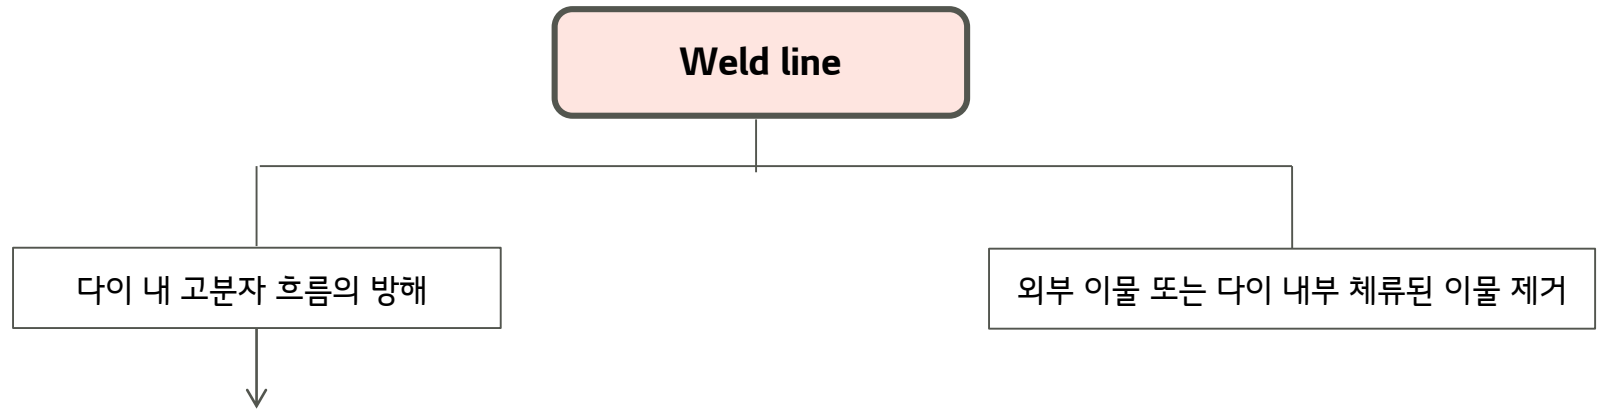 Weld line
다이 내 고분자 흐름의 방해
외부 이물 또는 다이 내부 체류된 이물 제거